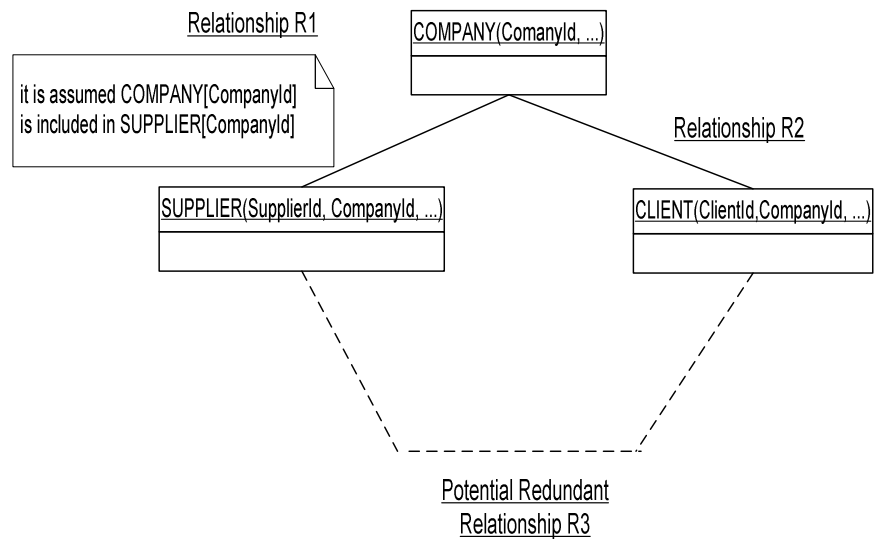 Relationship R1
COMPANY(ComanyId, ...)
it is assumed COMPANY[CompanyId]
is included in SUPPLIER[CompanyId]
Relationship R2
SUPPLIER(SupplierId, CompanyId, ...)
CLIENT(ClientId,CompanyId, ...)
Potential Redundant
Relationship R3